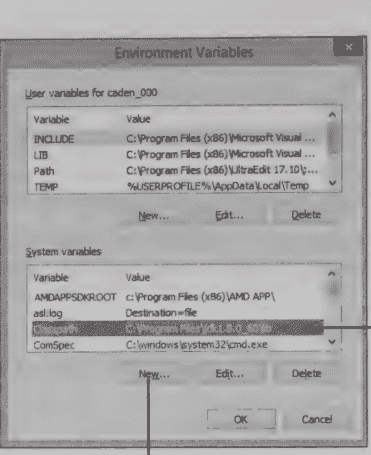 Environment Variables
User variables for caden_000
Variable Value
INCLUDE C:\Program Files (x86)\Microsoft Visual ...
LIB C:\Program Files (x86)\Microsoft Visual ...
Path C:\Program Files (x86)\UltraEdit 17.10\;...
TEMP %USERPROFILE%\AppData\Local\Temp
New... Edit... Delete
System variables
Variable Value
AMDAPPSDKROOT c:\Program Files (x86)\AMD APP\
asl.log Destination=file
ComSpec C:\windows\system32\cmd.exe
New... Edit... Delete
OK Cancel